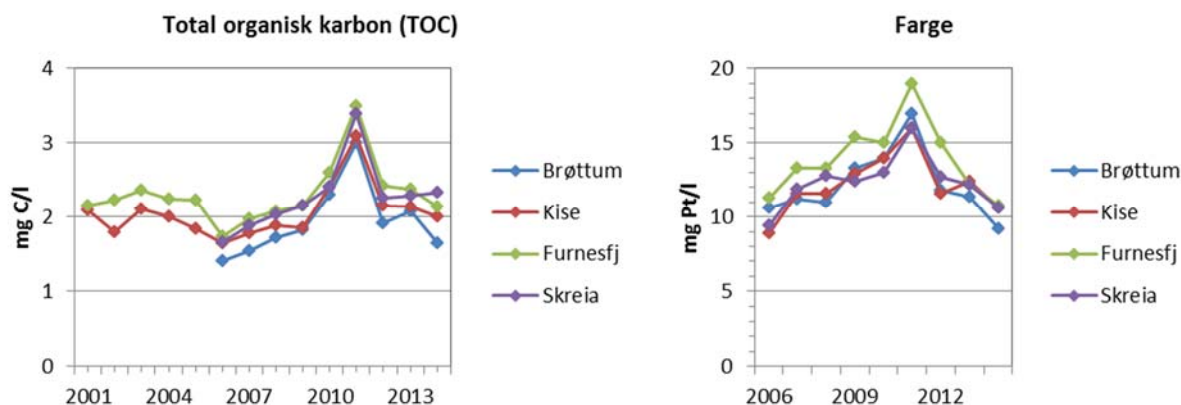 Total organisk karbon (TOC)
mg C/l
4
3
2
1
0
2001 2004 2007 2010 2013
Brøttum
Kise
Furnesfj
Skreia
Farge
mg Pt/l
20
15
10
5
0
2006 2009 2012
Brøttum
Kise
Furnesfj
Skreia